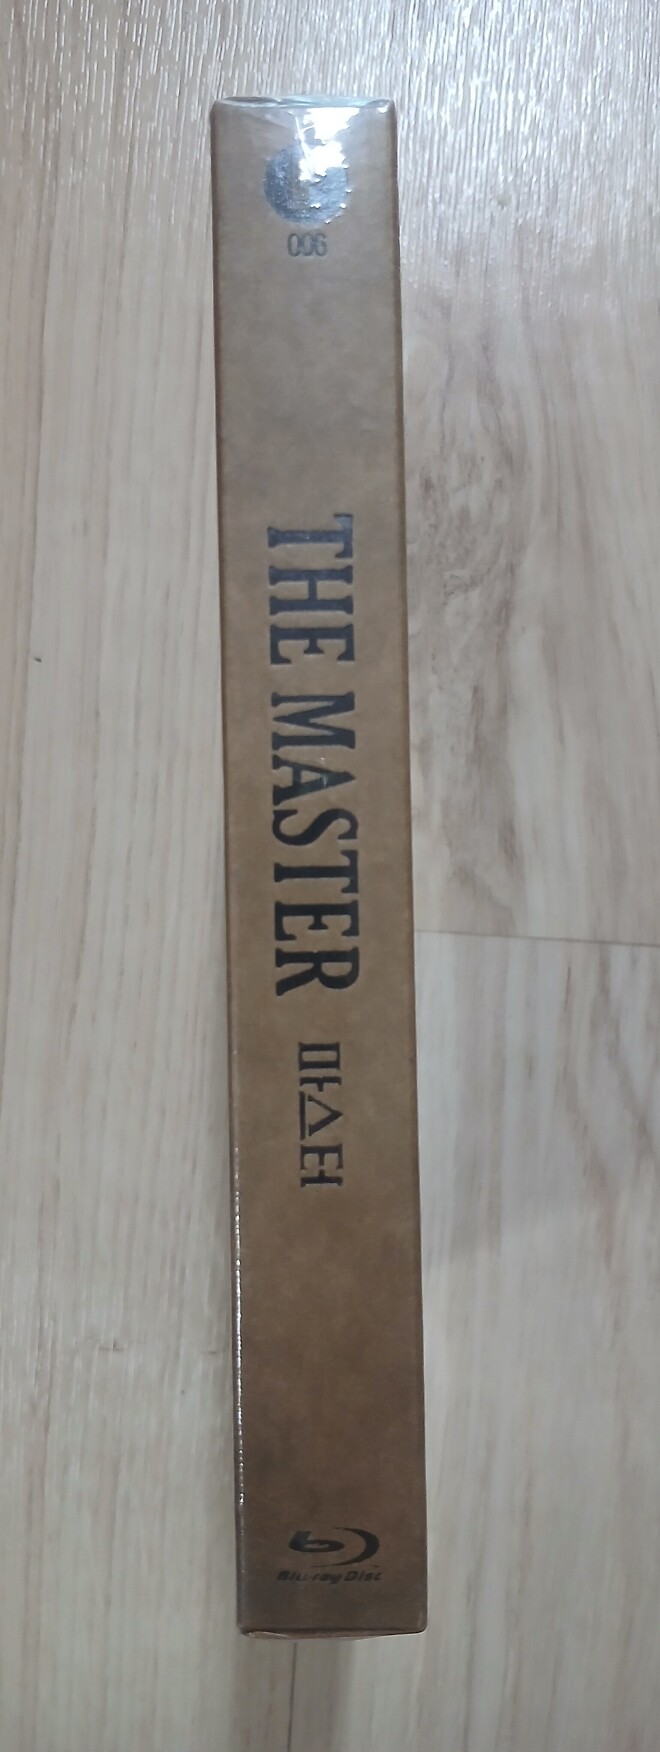 006
THE MASTER 마스터
Blu-ray Disc